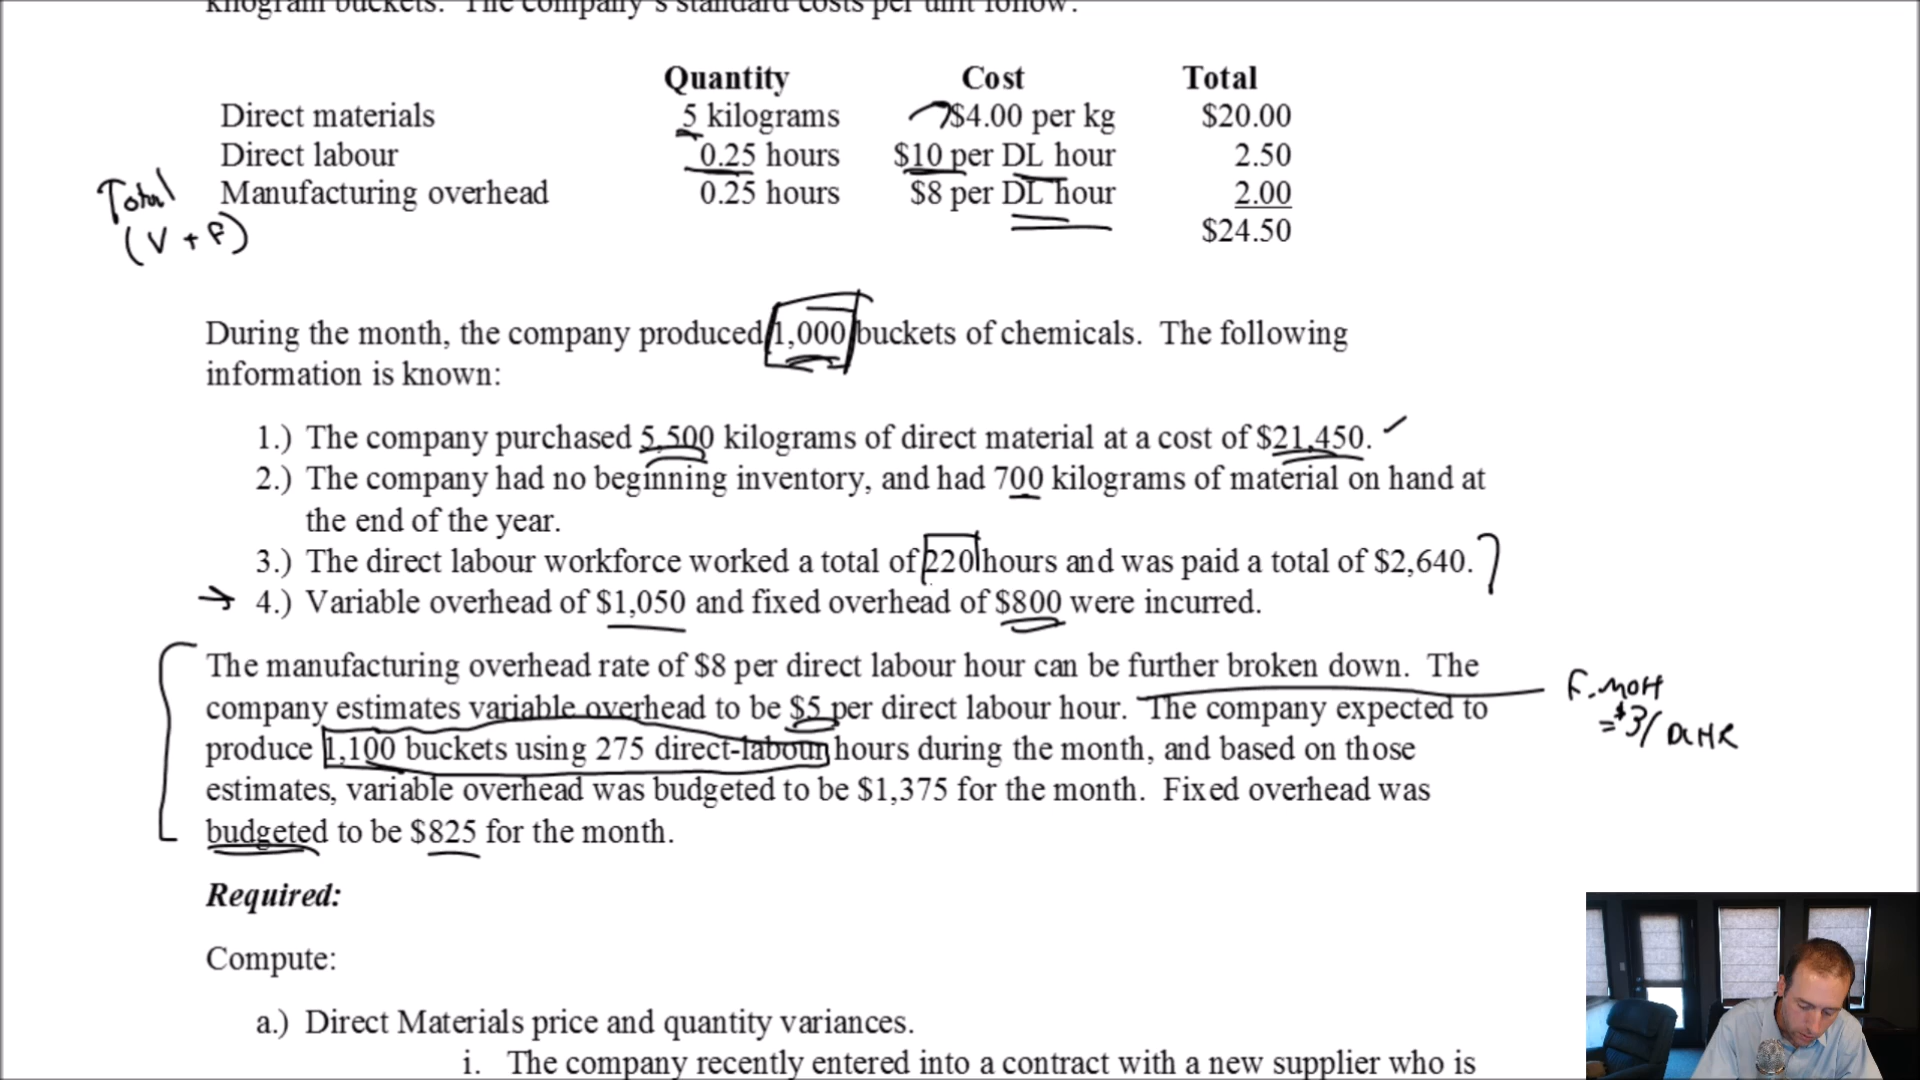 kilogram buckets. The company's standard costs per unit follow:
Quantity Cost Total
Direct materials 5 kilograms $4.00 per kg $20.00
Direct labour 0.25 hours $10 per DL hour 2.50
Manufacturing overhead 0.25 hours $8 per DL hour 2.00
$24.50
Total
(V + F)
During the month, the company produced 1,000 buckets of chemicals. The following
information is known:
1.) The company purchased 5,500 kilograms of direct material at a cost of $21,450.
2.) The company had no beginning inventory, and had 700 kilograms of material on hand at
the end of the year.
3.) The direct labour workforce worked a total of 220 hours and was paid a total of $2,640.
4.) Variable overhead of $1,050 and fixed overhead of $800 were incurred.
The manufacturing overhead rate of $8 per direct labour hour can be further broken down. The
company estimates variable overhead to be $5 per direct labour hour. The company expected to
produce 1,100 buckets using 275 direct-labour hours during the month, and based on those
estimates, variable overhead was budgeted to be $1,375 for the month. Fixed overhead was
budgeted to be $825 for the month.
F. MOH
= $3/ DLHR
Required:
Compute:
a.) Direct Materials price and quantity variances.
i. The company recently entered into a contract with a new supplier who is